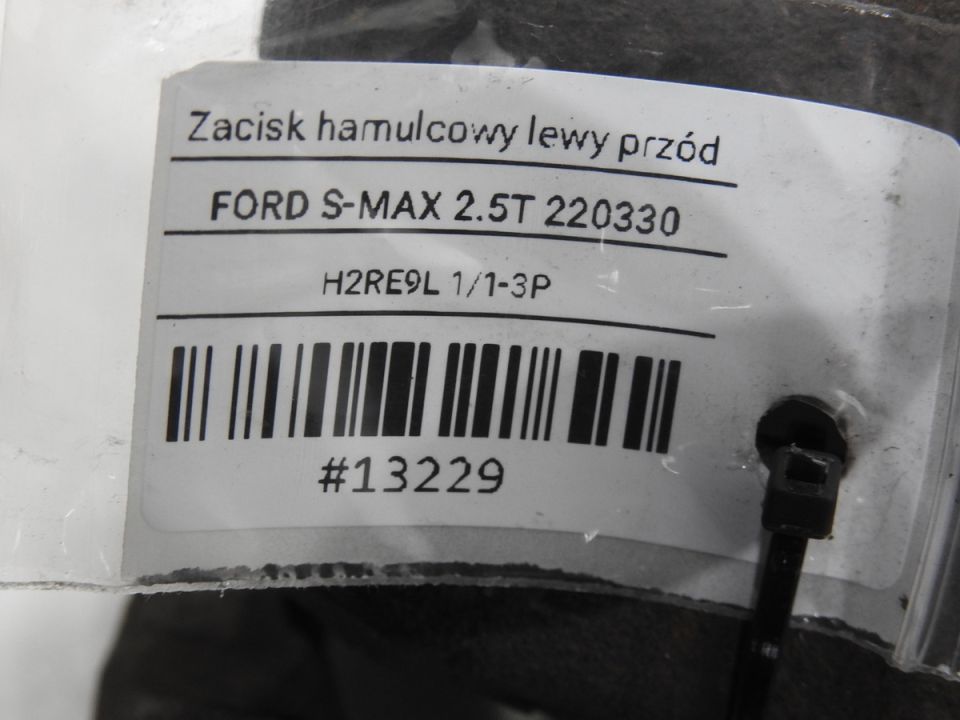 Zacisk hamulcowy lewy przód
FORD S-MAX 2.5T 220330
H2RE9L 1/1-3P
#13229